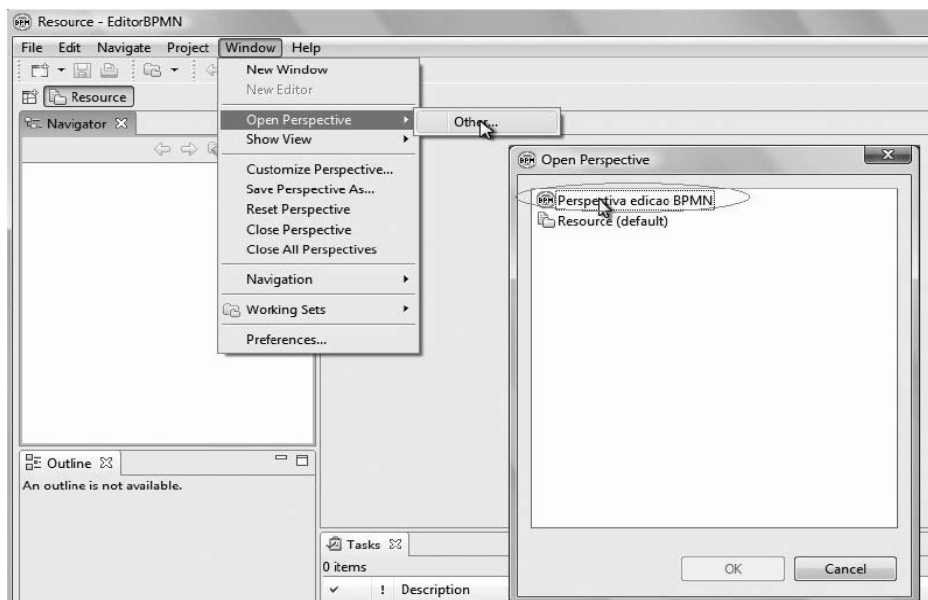 Resource - EditorBPMN
File Edit Navigate Project Window Help
Resource
Navigator
New Window
New Editor
Open Perspective
Other...
Show View
Customize Perspective...
Save Perspective As...
Reset Perspective
Close Perspective
Close All Perspectives
Navigation
Working Sets
Preferences...
Open Perspective
Perspectiva edicao BPMN
Resource (default)
OK Cancel
Outline
An outline is not available.
Tasks
0 items
! Description